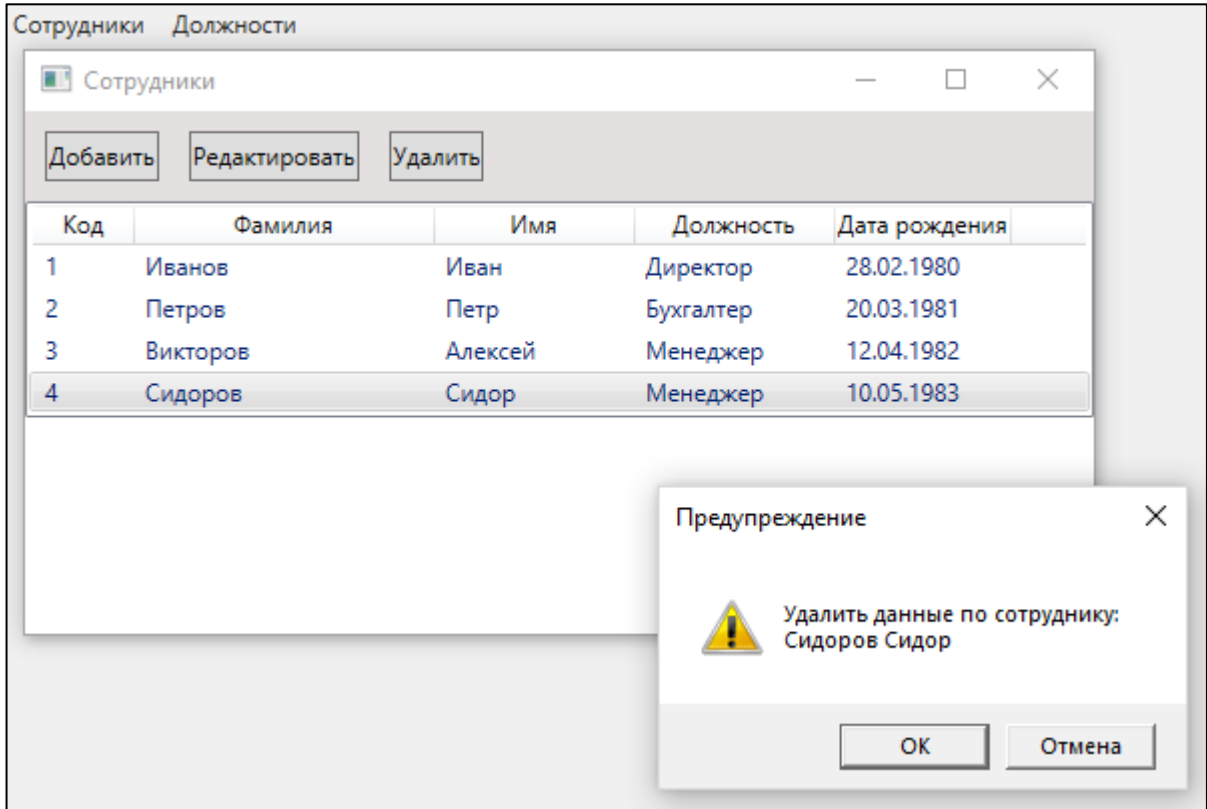 Сотрудники Должности
Сотрудники
Добавить Редактировать Удалить
Код Фамилия Имя Должность Дата рождения
1 Иванов Иван Директор 28.02.1980
2 Петров Петр Бухгалтер 20.03.1981
3 Викторов Алексей Менеджер 12.04.1982
4 Сидоров Сидор Менеджер 10.05.1983
Предупреждение
Удалить данные по сотруднику:
Сидоров Сидор
ОК Отмена